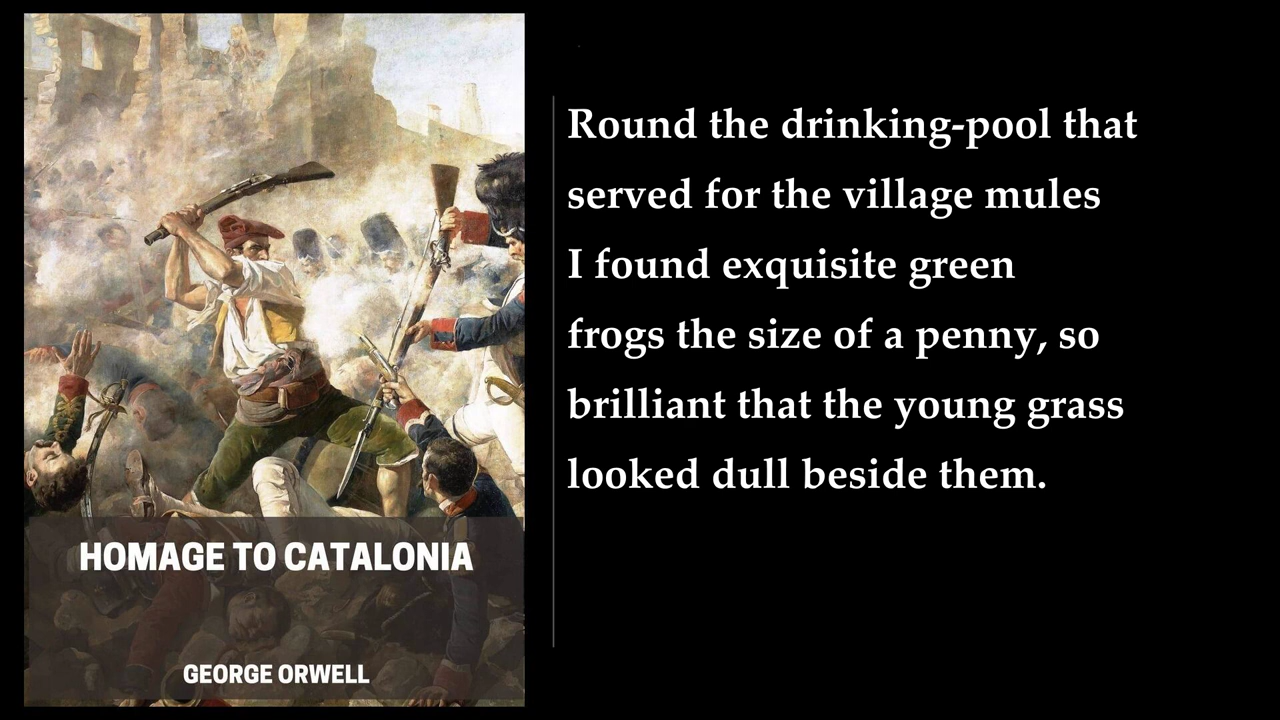 Round the drinking-pool that
served for the village mules
I found exquisite green
frogs the size of a penny, so
brilliant that the young grass
looked dull beside them.
HOMAGE TO CATALONIA
GEORGE ORWELL